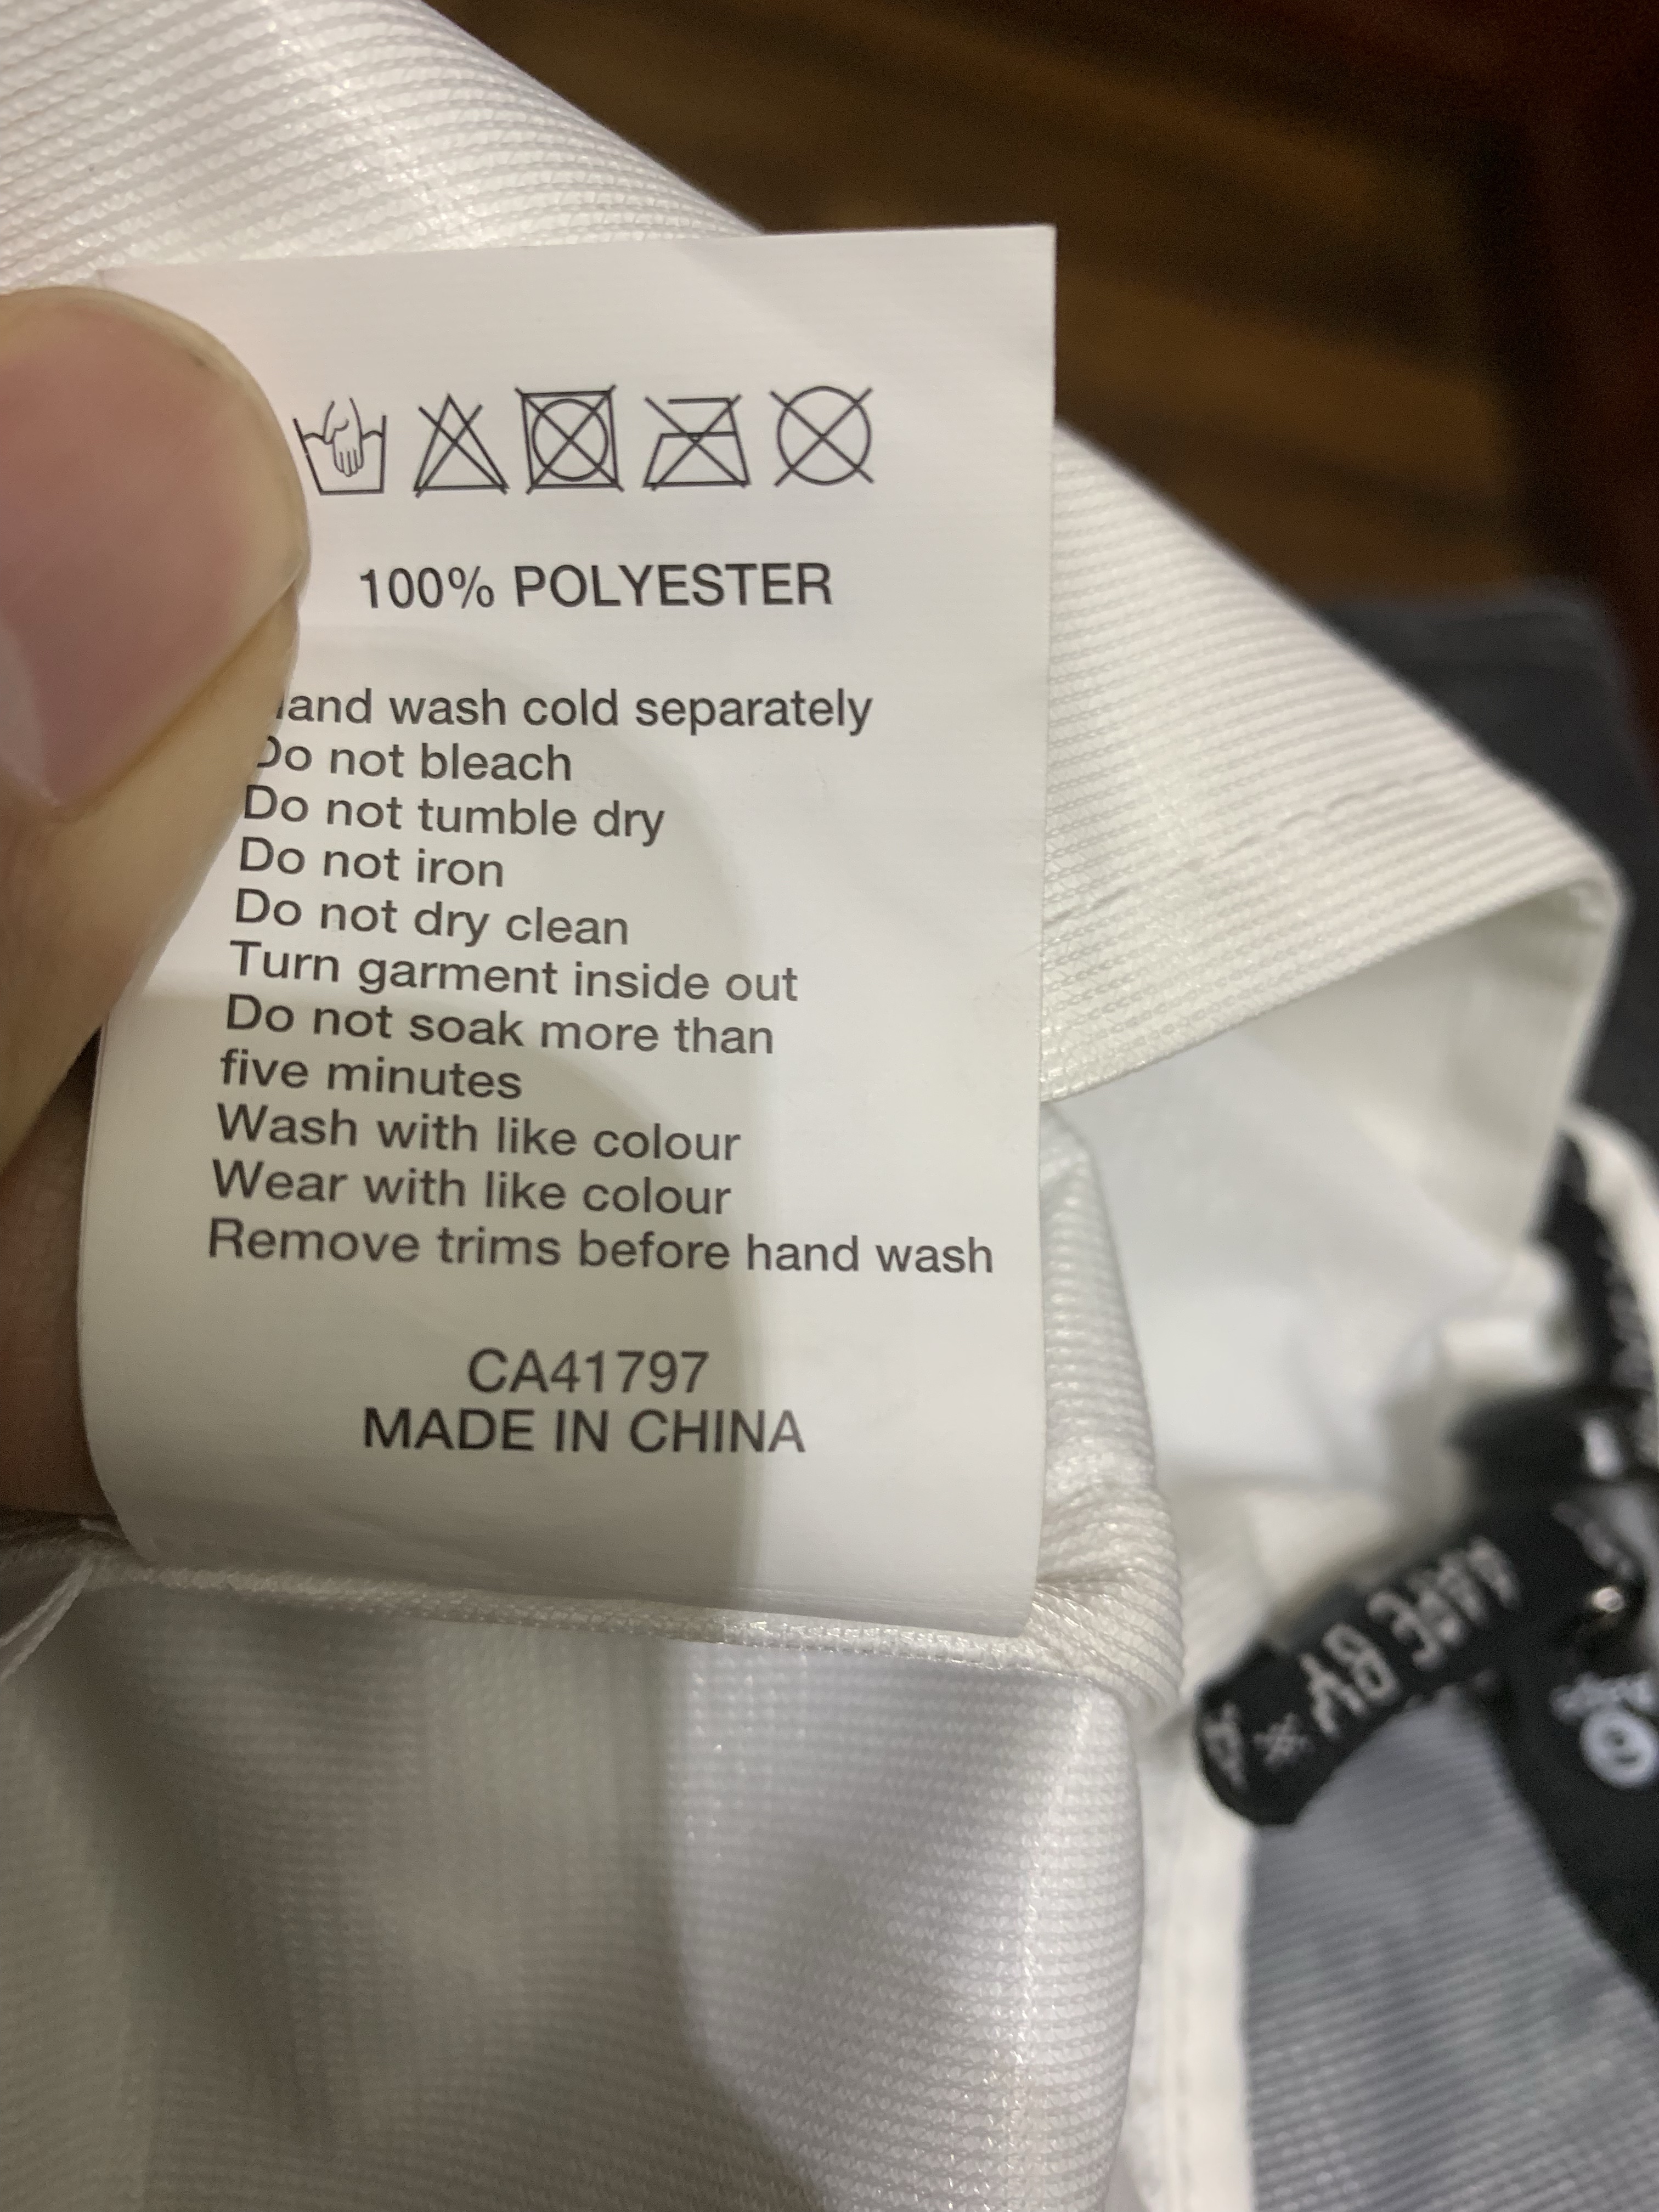 100% POLYESTER
and wash cold separately
Do not bleach
Do not tumble dry
Do not iron
Do not dry clean
Turn garment inside out
Do not soak more than
five minutes
Wash with like colour
Wear with like colour
Remove trims before hand wash
CA41797
MADE IN CHINA